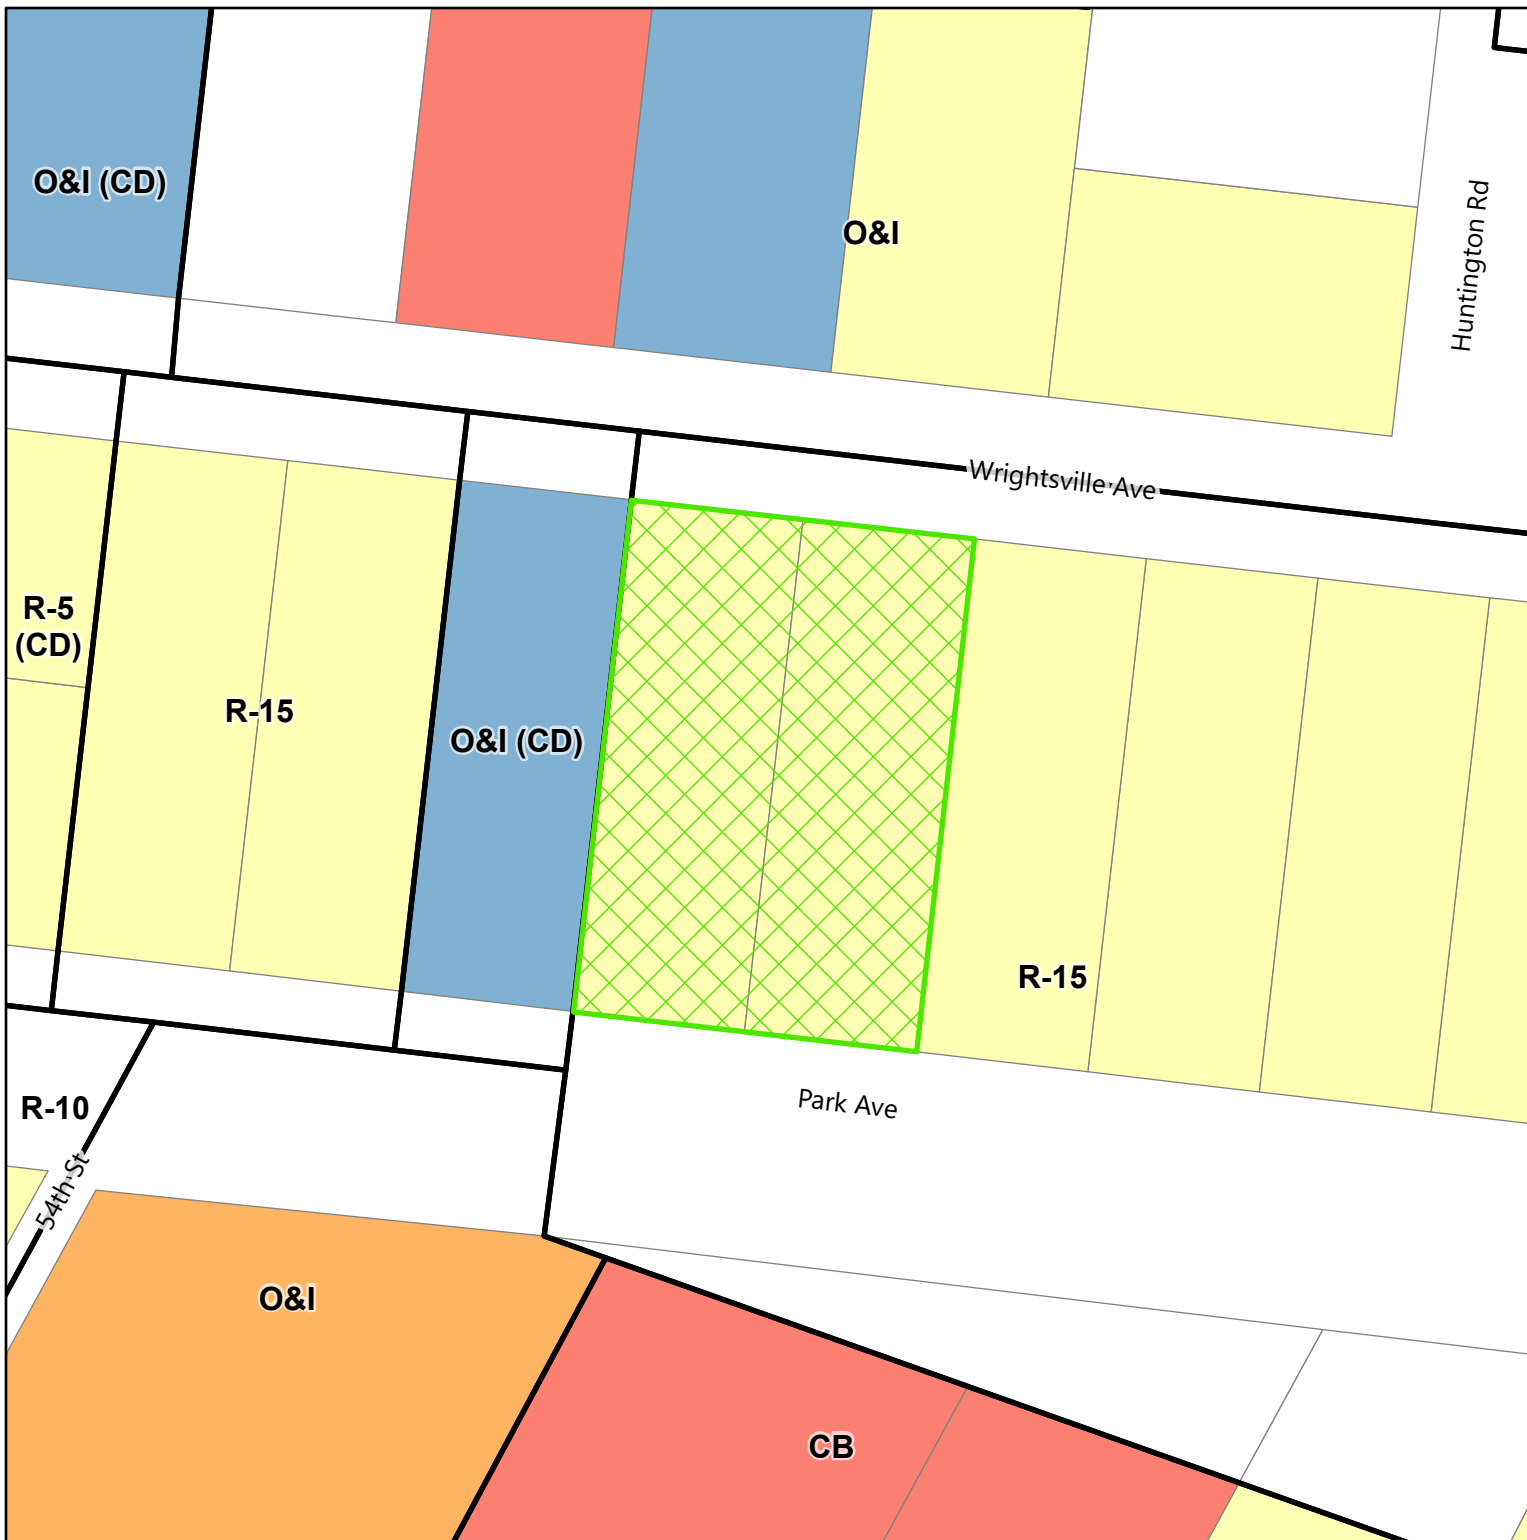 O&I (CD)
O&I
Huntington Rd
Wrightsville Ave
R-5
(CD)
R-15
O&I (CD)
R-15
Park Ave
R-10
54th St
O&I
CB